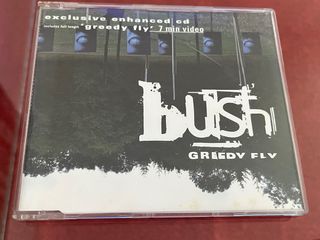 exclusive enhanced cd
includes full length 'greedy fly' 7 min video
bush
GREEDY FLY